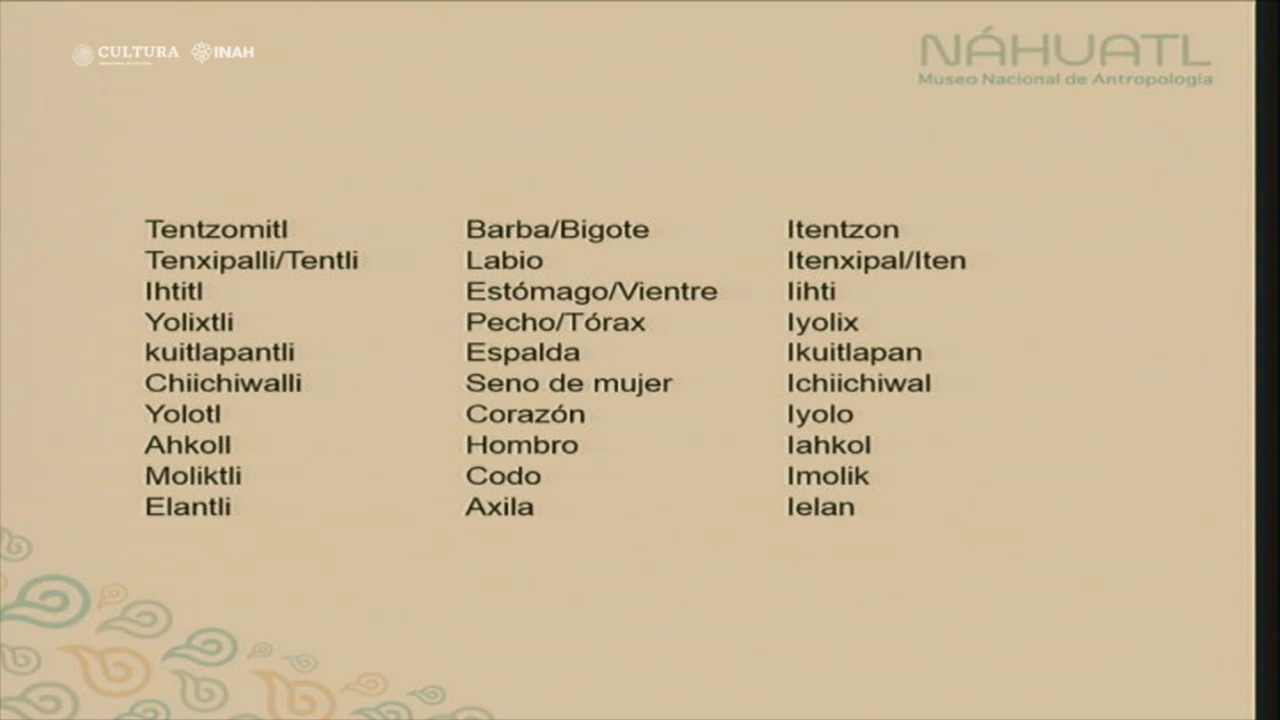 CULTURA INAH
NÁHUATL
Museo Nacional de Antropología
Tentzomitl Barba/Bigote Itentzon
Tenxipalli/Tentli Labio Itenxipal/Iten
Ihtitl Estómago/Vientre Iihti
Yolixtli Pecho/Tórax Iyolix
kuitlapantli Espalda Ikuitlapan
Chiichiwalli Seno de mujer Ichiichiwal
Yolotl Corazón Iyolo
Ahkoll Hombro Iahkol
Moliktli Codo Imolik
Elantli Axila Ielan